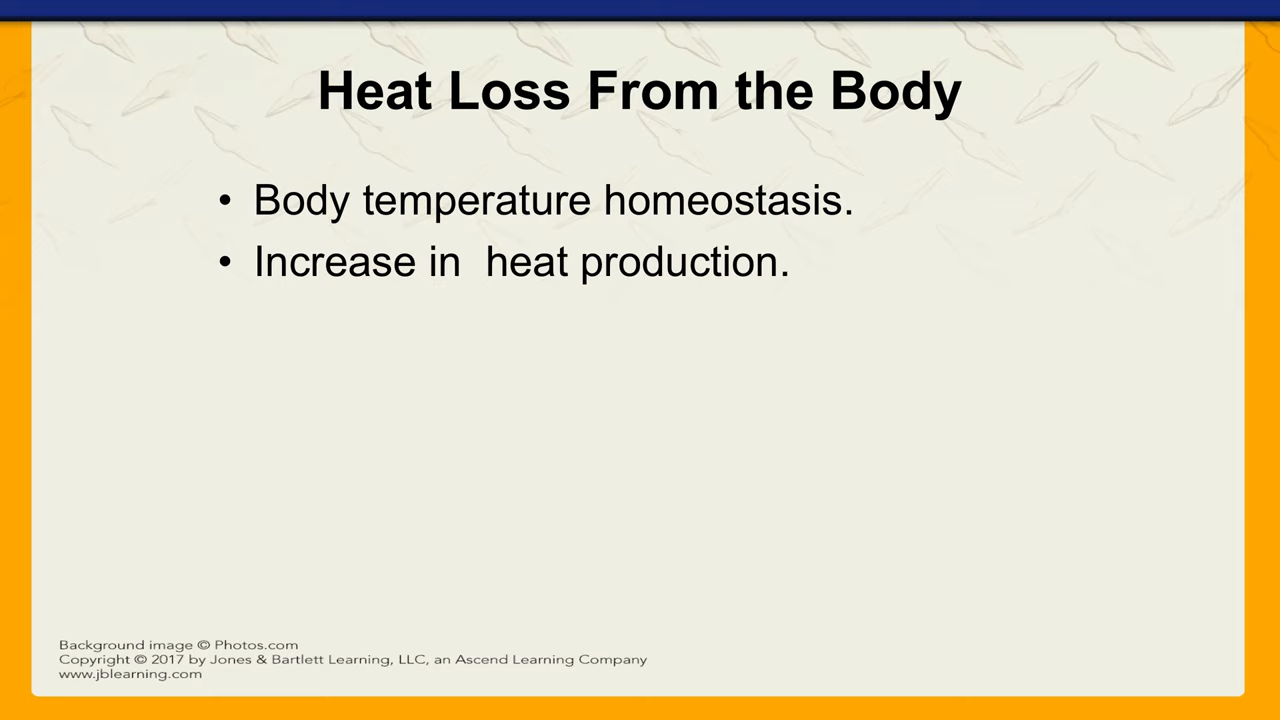 Heat Loss From the Body
• Body temperature homeostasis.
• Increase in  heat production.
Background image © Photos.com
Copyright © 2017 by Jones & Bartlett Learning, LLC, an Ascend Learning Company
www.jblearning.com